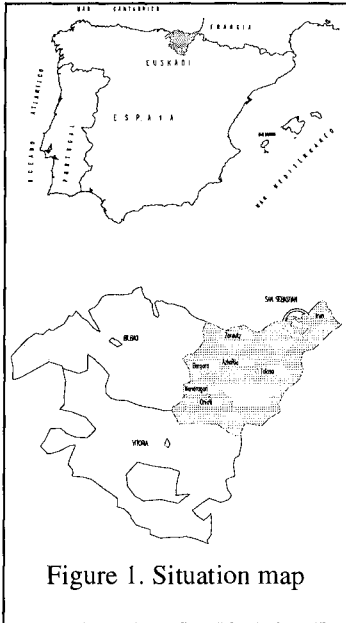 MAR CANTABRICO
FRANCIA
EUSKADI
OCEANO ATLANTICO
PORTUGAL
ESPAÑA
MAR MEDITERRANEO
SAN SEBASTIAN
Irun
Zarautz
BILBAO
Bergara
Azkoitia
Tolosa
Mondragon
Oñati
VITORIA
Figure 1. Situation map